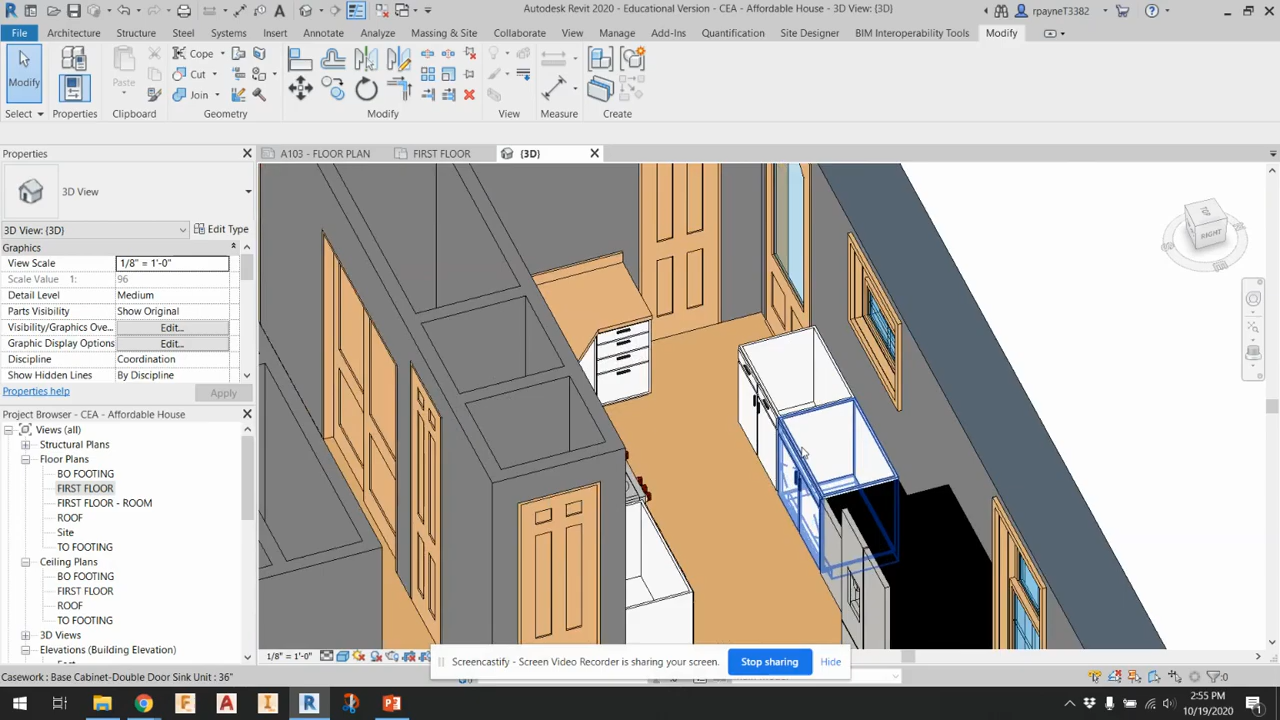 Autodesk Revit 2020 - Educational Version - CEA - Affordable House - 3D View: {3D}
rpayneT3382
File Architecture Structure Steel Systems Insert Annotate Analyze Massing & Site Collaborate View Manage Add-Ins Quantification Site Designer BIM Interoperability Tools Modify
Modify Paste Cope Cut Join
Select Properties Clipboard Geometry Modify View Measure Create
Properties
A103 - FLOOR PLAN FIRST FLOOR {3D}
3D View
3D View: {3D} Edit Type
Graphics
View Scale 1/8" = 1'-0"
Scale Value 1: 96
Detail Level Medium
Parts Visibility Show Original
Visibility/Graphics Ove... Edit...
Graphic Display Options Edit...
Discipline Coordination
Show Hidden Lines By Discipline
Properties help Apply
Project Browser - CEA - Affordable House
Views (all)
Structural Plans
Floor Plans
BO FOOTING
FIRST FLOOR
FIRST FLOOR - ROOM
ROOF
Site
TO FOOTING
Ceiling Plans
BO FOOTING
FIRST FLOOR
ROOF
TO FOOTING
3D Views
Elevations (Building Elevation)
TOP
RIGHT
1/8" = 1'-0"
Screencastify - Screen Video Recorder is sharing your screen. Stop sharing Hide
Casework : Base Cabinet-Double Door Sink Unit : 36"
:0
2:55 PM
10/19/2020